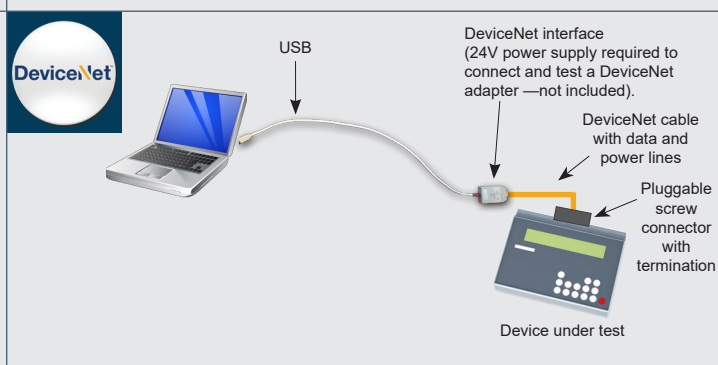 DeviceNet
USB
DeviceNet interface
(24V power supply required to
connect and test a DeviceNet
adapter —not included).
DeviceNet cable
with data and
power lines
Pluggable
screw
connector
with
termination
Device under test